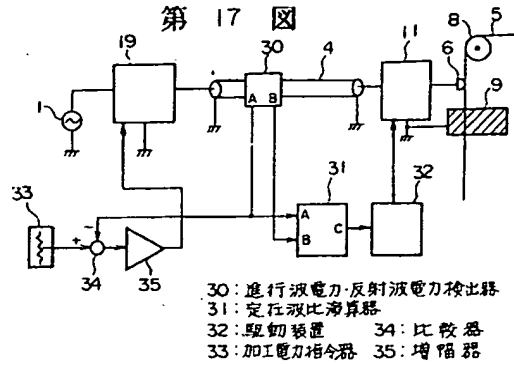 第 17 図
19
30
4
11
8
5
6
9
1
A B
31
32
A
B
C
33
- 
+
34
35
30：進行波電力・反射波電力検出器
31：定在波比演算器
32：駆動装置 34：比較器
33：加工電力指令器 35：増幅器